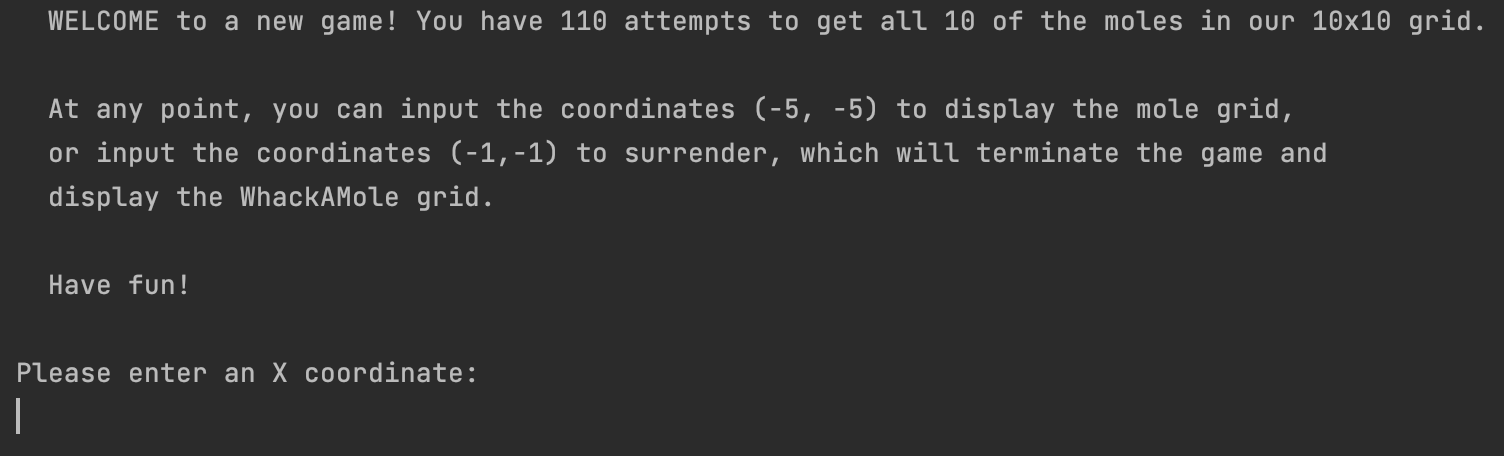 WELCOME to a new game! You have 110 attempts to get all 10 of the moles in our 10x10 grid.
At any point, you can input the coordinates (-5, -5) to display the mole grid,
or input the coordinates (-1,-1) to surrender, which will terminate the game and
display the WhackAMole grid.
Have fun!
Please enter an X coordinate: